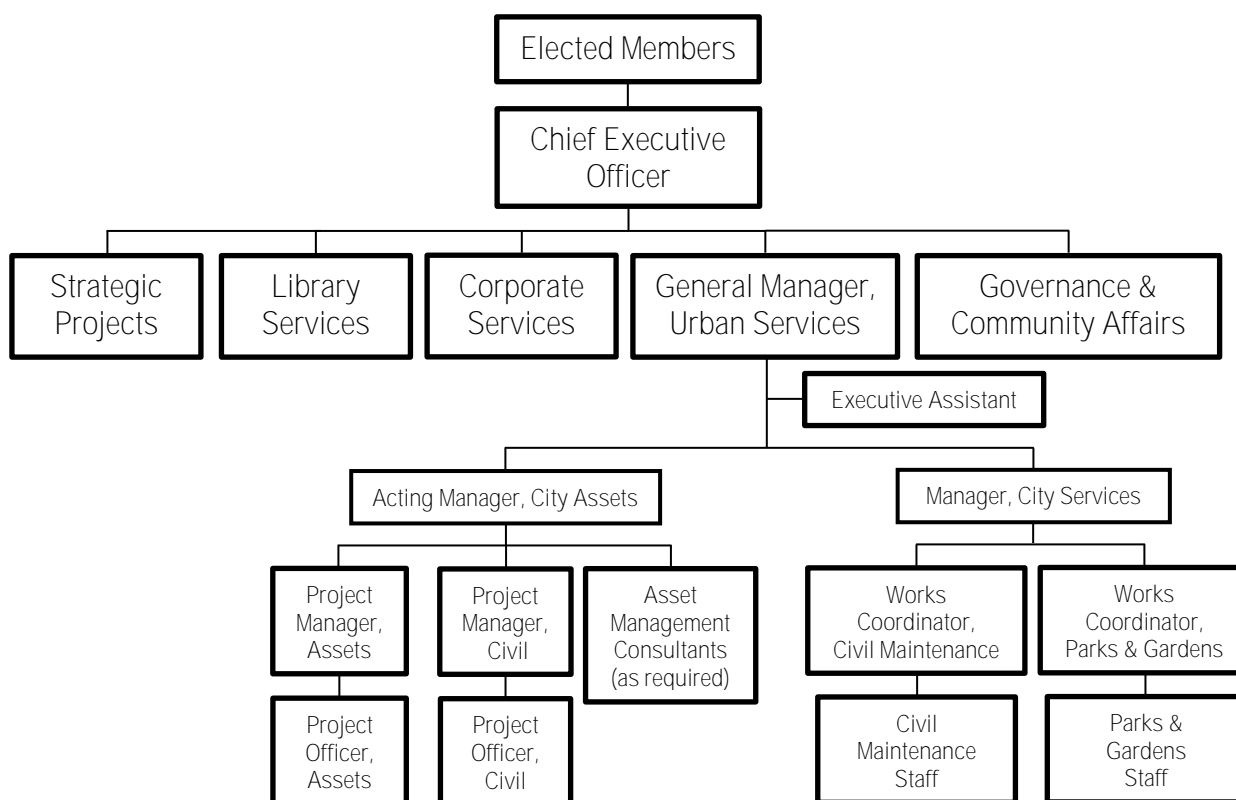 Elected Members
Chief Executive
Officer
Strategic
Projects
Library
Services
Corporate
Services
General Manager,
Urban Services
Governance &
Community Affairs
Executive Assistant
Acting Manager, City Assets
Manager, City Services
Project
Manager,
Assets
Project
Manager,
Civil
Asset
Management
Consultants
(as required)
Works
Coordinator,
Civil Maintenance
Works
Coordinator,
Parks & Gardens
Project
Officer,
Assets
Project
Officer,
Civil
Civil
Maintenance
Staff
Parks &
Gardens
Staff